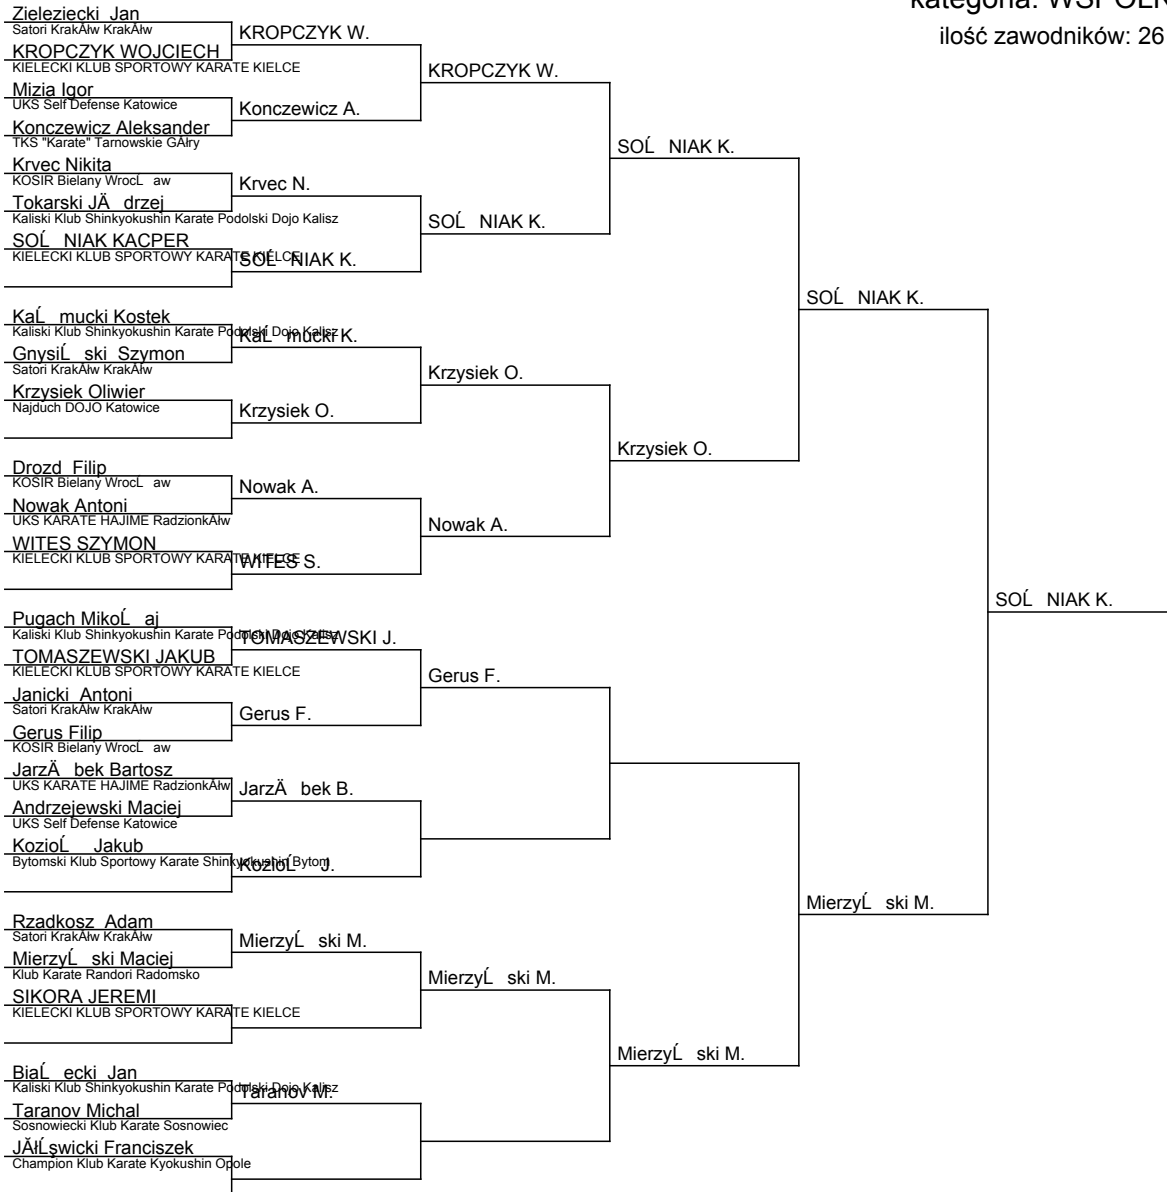 kategoria: WSPÓLN
ilość zawodników: 26
Zieleziecki Jan
Satori KrakĂłw KrakĂłw
KROPCZYK WOJCIECH
KIELECKI KLUB SPORTOWY KARATE KIELCE
Mizia Igor
UKS Self Defense Katowice
Konczewicz Aleksander
TKS "Karate" Tarnowskie GĂłry
Krvec Nikita
KOSIR Bielany WrocĹ aw
Tokarski JÄ drzej
Kaliski Klub Shinkyokushin Karate Podolski Dojo Kalisz
SOĹ NIAK KACPER
KIELECKI KLUB SPORTOWY KARATE KIELCE
KaĹ mucki Kostek
Kaliski Klub Shinkyokushin Karate Podolski Dojo Kalisz
GnysiĹ ski Szymon
Satori KrakĂłw KrakĂłw
Krzysiek Oliwier
Najduch DOJO Katowice
Drozd Filip
KOSIR Bielany WrocĹ aw
Nowak Antoni
UKS KARATE HAJIME RadzionkĂłw
WITES SZYMON
KIELECKI KLUB SPORTOWY KARATE KIELCE
Pugach MikoĹ aj
Kaliski Klub Shinkyokushin Karate Podolski Dojo Kalisz
TOMASZEWSKI JAKUB
KIELECKI KLUB SPORTOWY KARATE KIELCE
Janicki Antoni
Satori KrakĂłw KrakĂłw
Gerus Filip
KOSIR Bielany WrocĹ aw
JarzÄ bek Bartosz
UKS KARATE HAJIME RadzionkĂłw
Andrzejewski Maciej
UKS Self Defense Katowice
KozioĹ Jakub
Bytomski Klub Sportowy Karate Shinkyokushin Bytom
Rzadkosz Adam
Satori KrakĂłw KrakĂłw
MierzyĹ ski Maciej
Klub Karate Randori Radomsko
SIKORA JEREMI
KIELECKI KLUB SPORTOWY KARATE KIELCE
BiaĹ ecki Jan
Kaliski Klub Shinkyokushin Karate Podolski Dojo Kalisz
Taranov Michal
Sosnowiecki Klub Karate Sosnowiec
JĂłĹşwicki Franciszek
Champion Klub Karate Kyokushin Opole
KROPCZYK W.
Konczewicz A.
Krvec N.
SOĹ NIAK K.
KaĹ mucki K.
Krzysiek O.
Nowak A.
WITES S.
TOMASZEWSKI J.
Gerus F.
JarzÄ bek B.
KozioĹ J.
MierzyĹ ski M.
Taranov M.
KROPCZYK W.
SOĹ NIAK K.
Krzysiek O.
Nowak A.
Gerus F.
MierzyĹ ski M.
SOĹ NIAK K.
Krzysiek O.
MierzyĹ ski M.
SOĹ NIAK K.
MierzyĹ ski M.
SOĹ NIAK K.